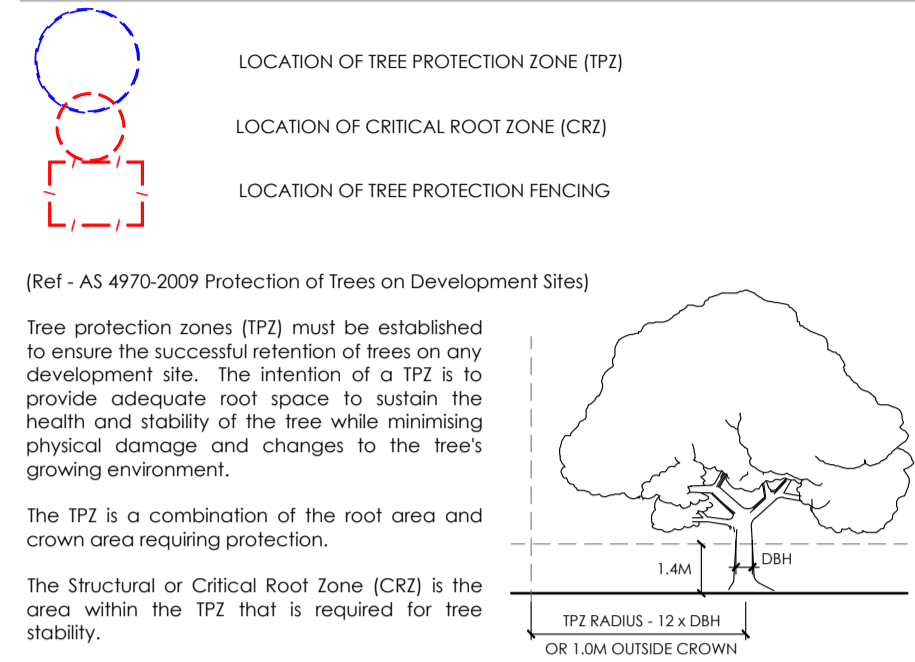 LOCATION OF TREE PROTECTION ZONE (TPZ)
LOCATION OF CRITICAL ROOT ZONE (CRZ)
LOCATION OF TREE PROTECTION FENCING
(Ref - AS 4970-2009 Protection of Trees on Development Sites)
Tree protection zones (TPZ) must be established
to ensure the successful retention of trees on any
development site. The intention of a TPZ is to
provide adequate root space to sustain the
health and stability of the tree while minimising
physical damage and changes to the tree's
growing environment.
The TPZ is a combination of the root area and
crown area requiring protection.
The Structural or Critical Root Zone (CRZ) is the
area within the TPZ that is required for tree
stability.
1.4M
DBH
TPZ RADIUS - 12 x DBH
OR 1.0M OUTSIDE CROWN